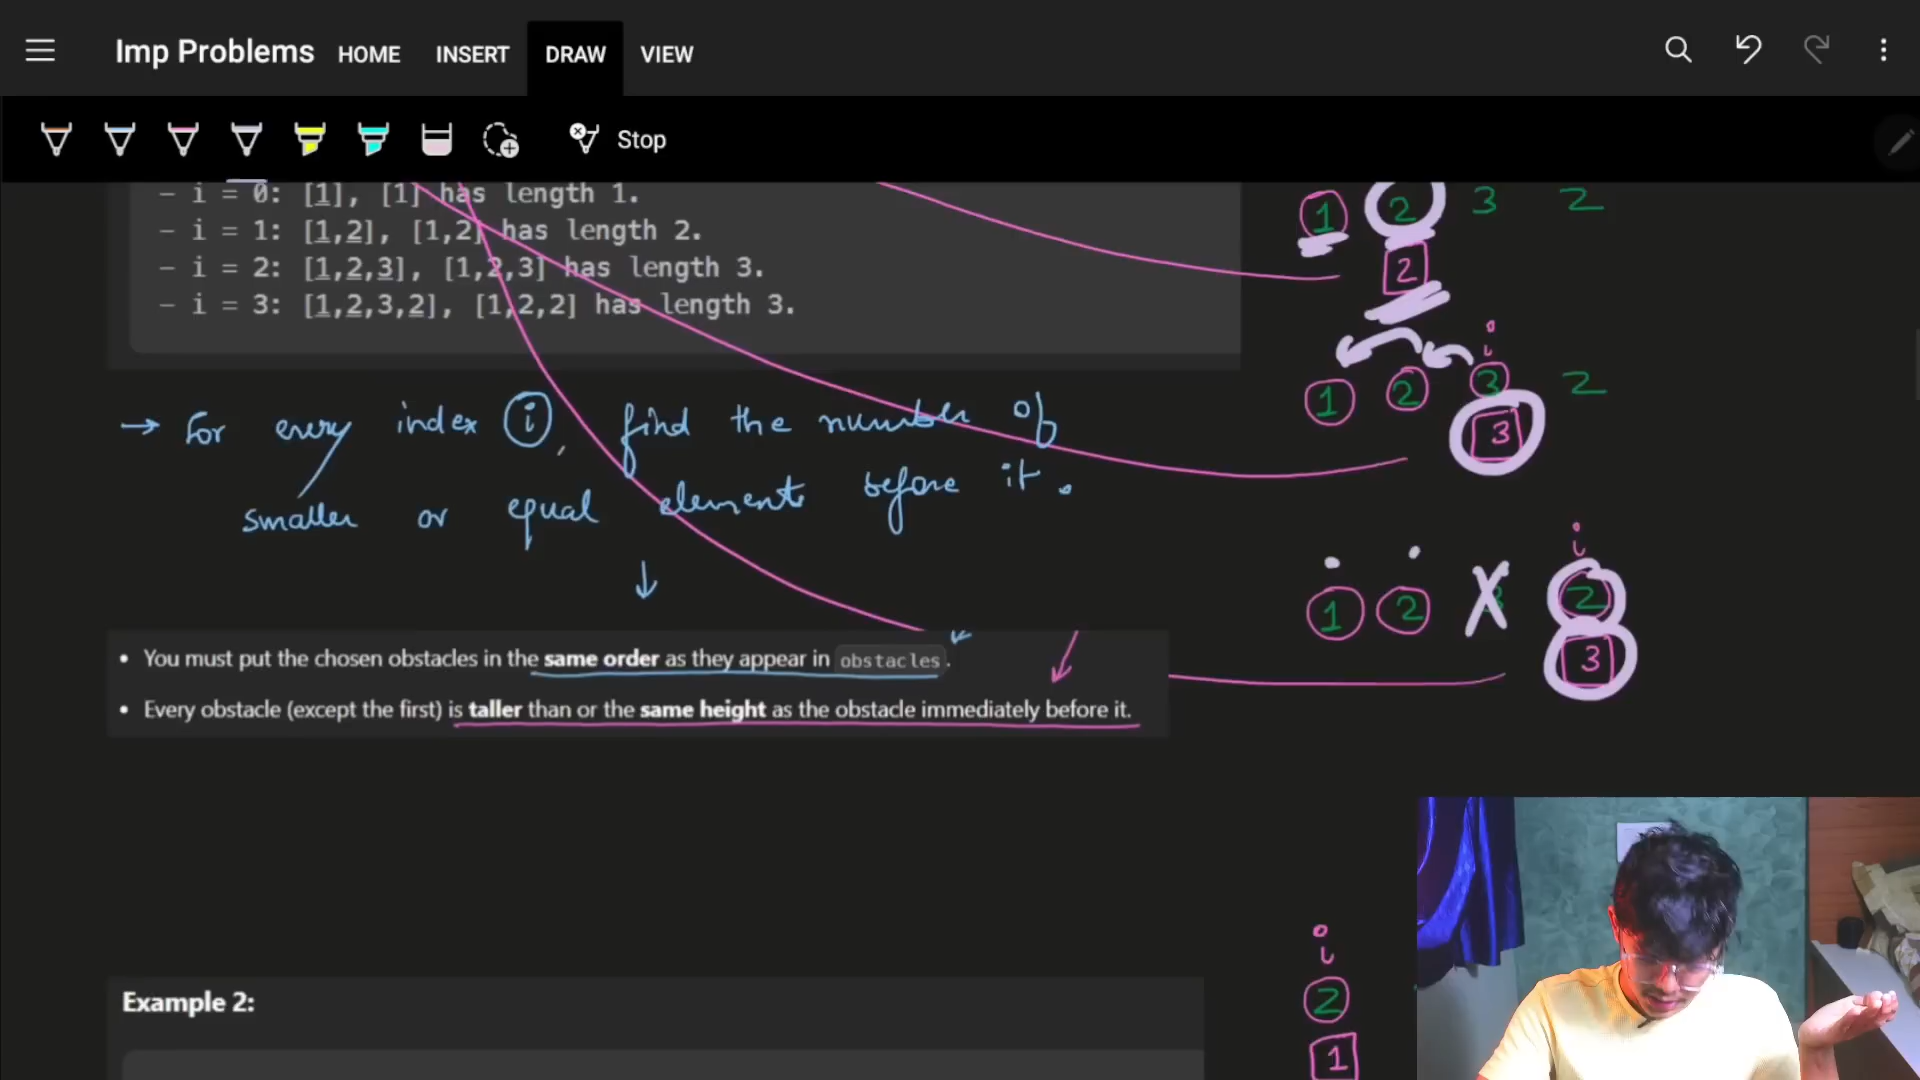 Imp Problems HOME INSERT DRAW VIEW
Stop
– i = 0: [1], [1] has length 1.
– i = 1: [1,2], [1,2] has length 2.
– i = 2: [1,2,3], [1,2,3] has length 3.
– i = 3: [1,2,3,2], [1,2,2] has length 3.
1 2 3 2
2
i
1 2 3 2
3
→ For every index i, find the number of
smaller or equal elements before it.
↓
i
1 2 X 2
3
• You must put the chosen obstacles in the same order as they appear in obstacles.
• Every obstacle (except the first) is taller than or the same height as the obstacle immediately before it.
i
2
1
Example 2: